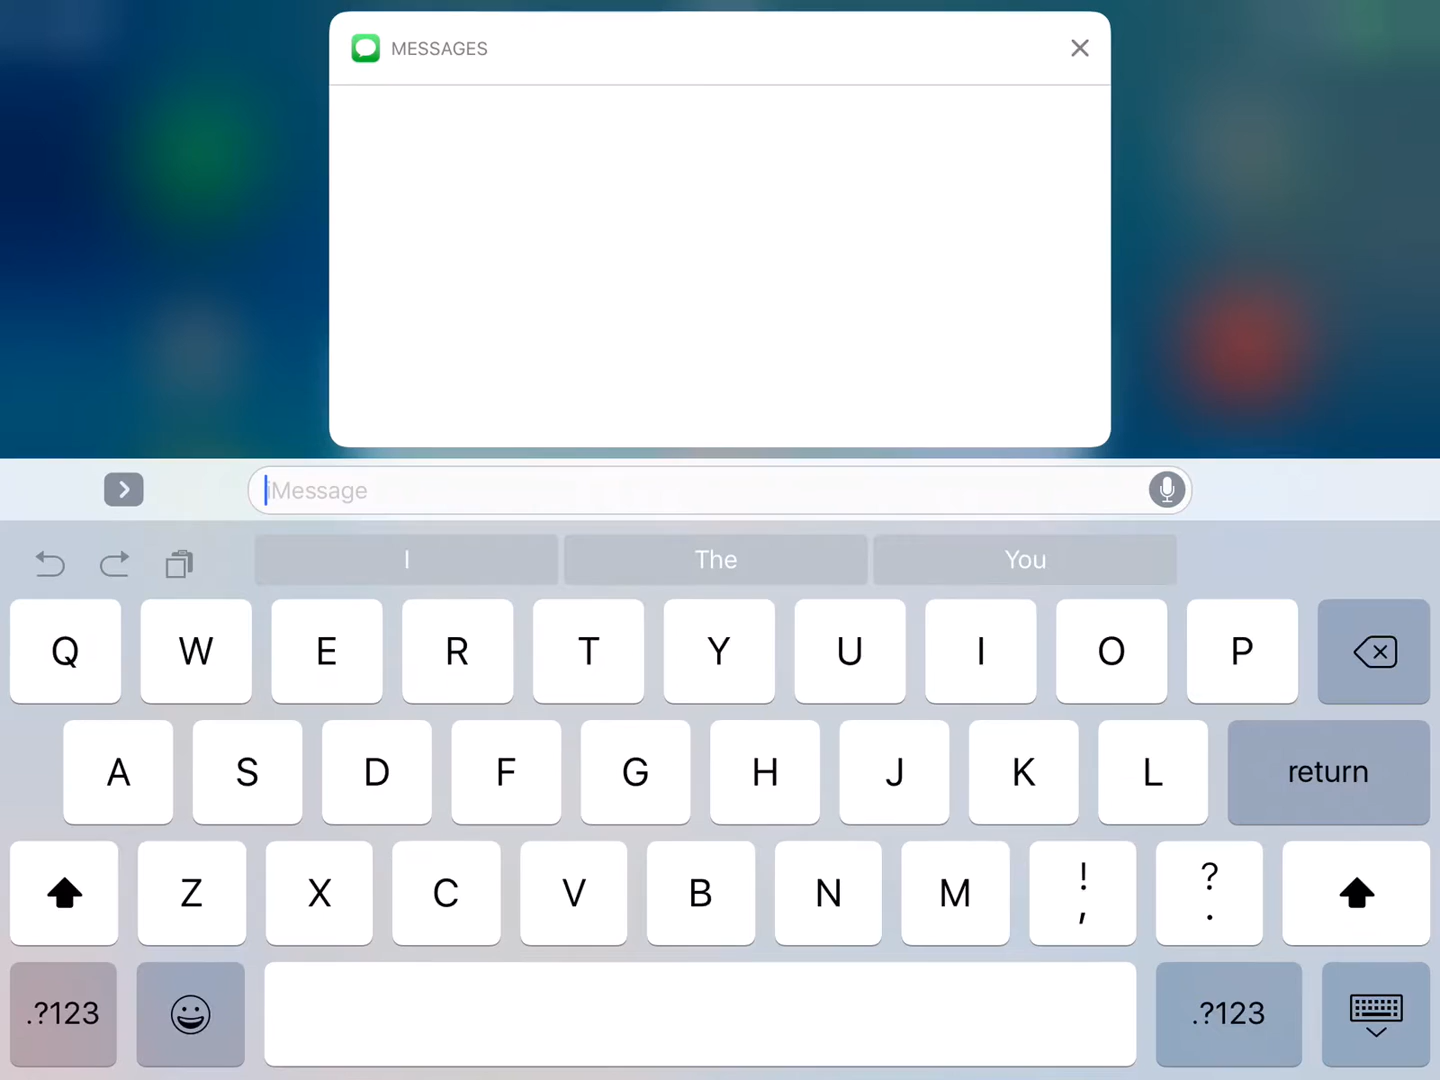 MESSAGES
iMessage
I The You
Q W E R T Y U I O P
A S D F G H J K L return
Z X C V B N M ! , ? .
.?123 .?123